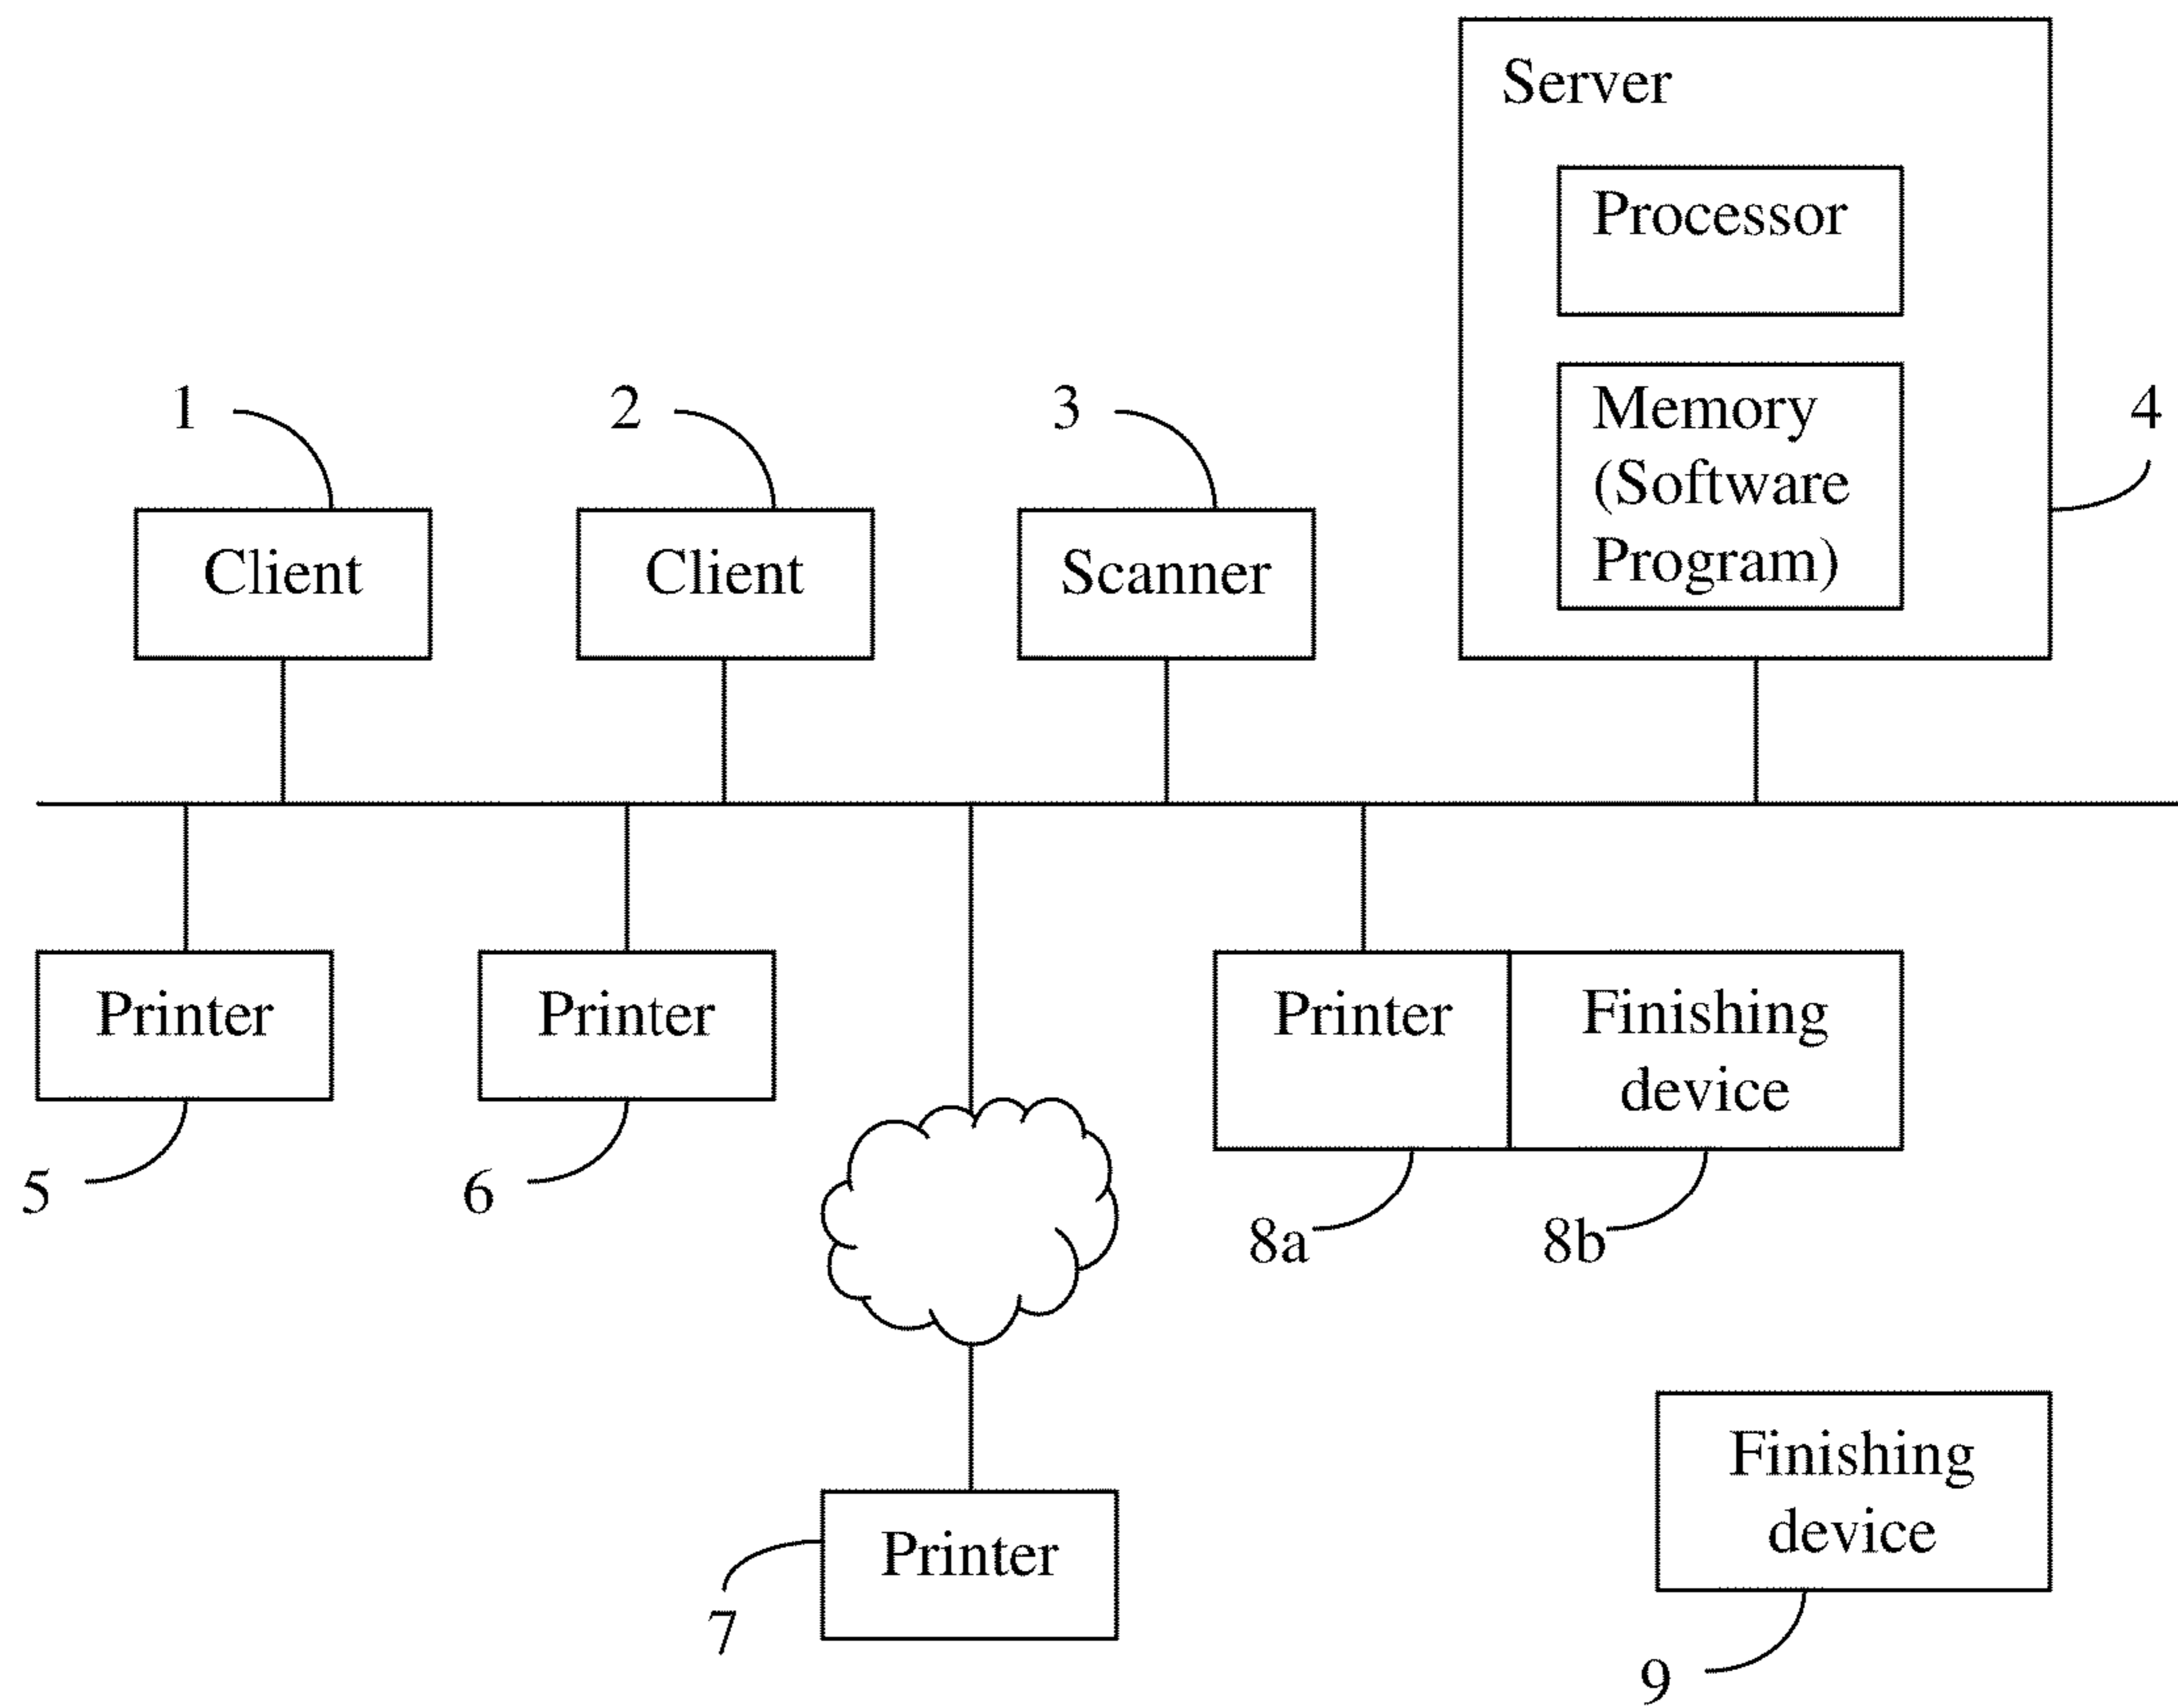 Server
Processor
1
2
3
Memory
(Software
Program)
4
Client
Client
Scanner
Printer
Printer
Printer
Finishing
device
5
6
8a
8b
Finishing
device
Printer
7
9